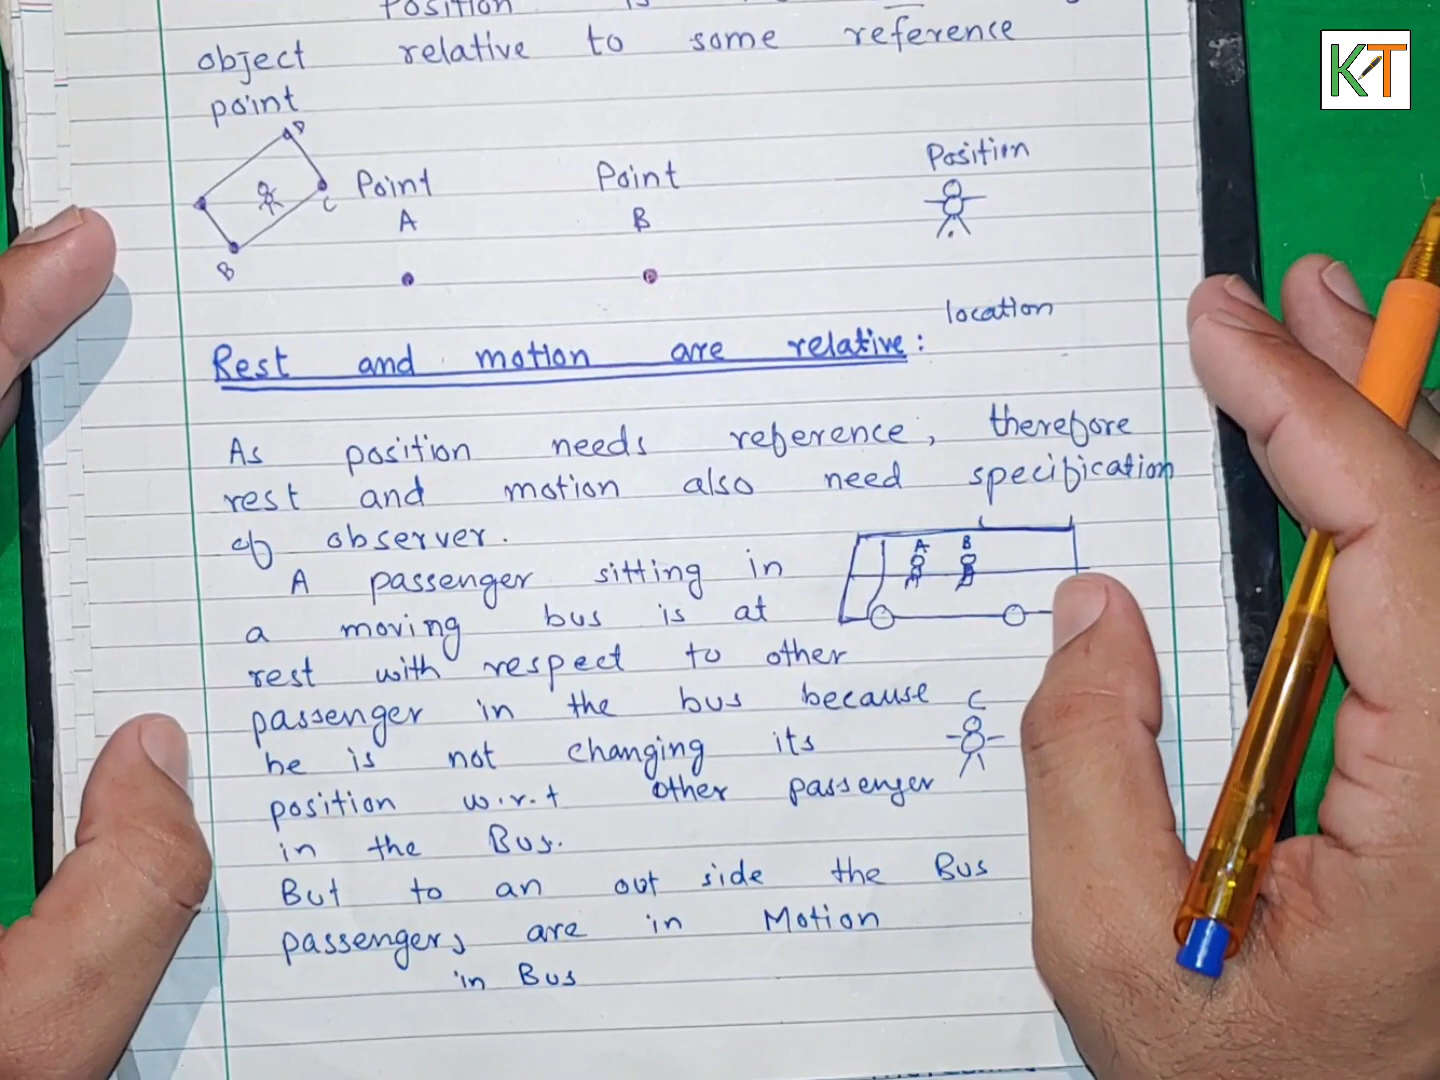 Position is
object relative to some reference
point
D
C
B
Point
A
Point
B
Position
location
Rest and motion are relative:
As position needs reference, therefore
rest and motion also need specification
of observer.
A passenger sitting in
a moving bus is at
rest with respect to other
passenger in the bus because
he is not changing its
position w.r.t other passenger
in the Bus.
But to an out side the Bus
passengers are in Motion
in Bus
A B
C
KT